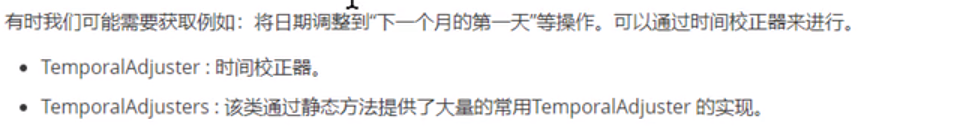 有时我们可能需要获取例如：将日期调整到“下一个月的第一天”等操作。可以通过时间校正器来进行。
• TemporalAdjuster : 时间校正器。
• TemporalAdjusters : 该类通过静态方法提供了大量的常用TemporalAdjuster 的实现。